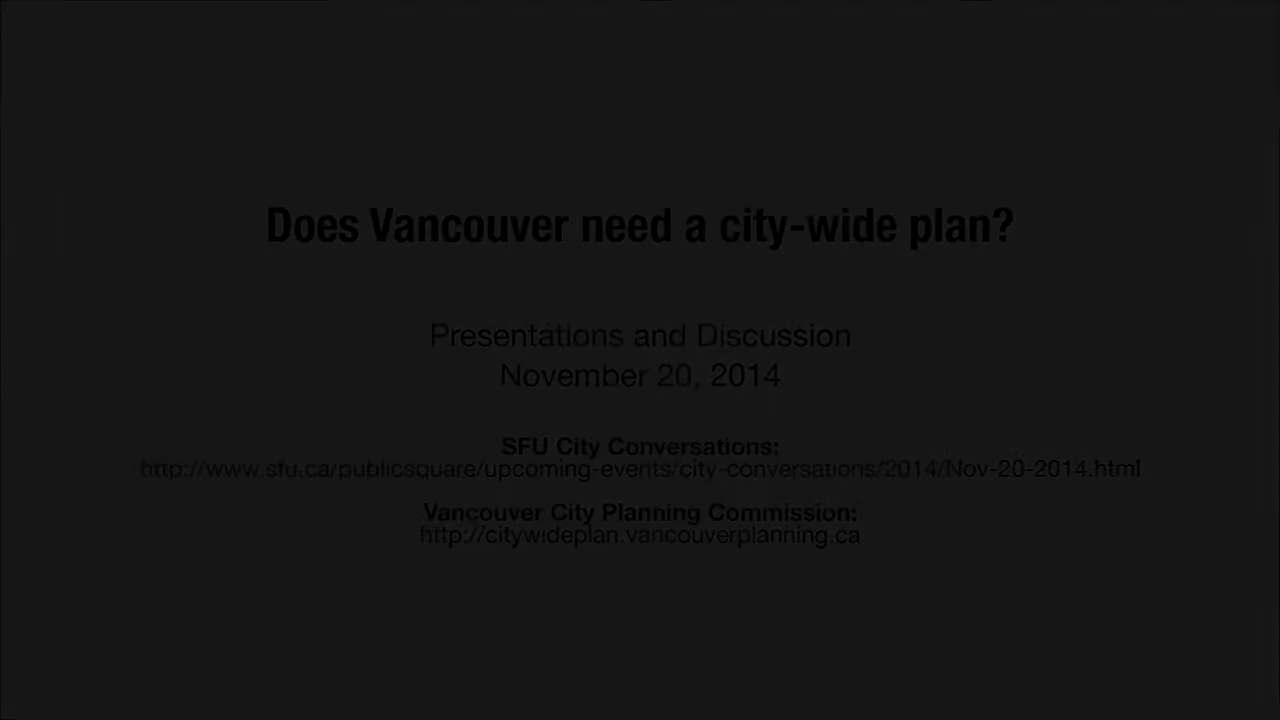 Does Vancouver need a city-wide plan?
Presentations and Discussion
November 20, 2014
SFU City Conversations:
http://www.sfu.ca/publicsquare/upcoming-events/city-conversations/2014/Nov-20-2014.html
Vancouver City Planning Commission:
http://citywideplan.vancouverplanning.ca